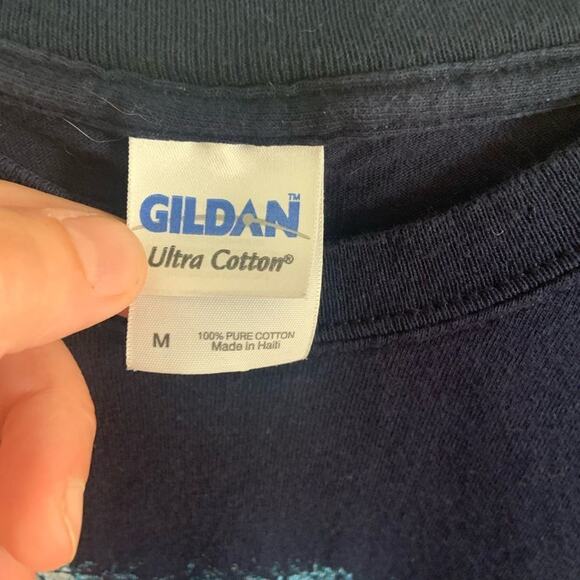 GILDAN™
Ultra Cotton®
M 100% PURE COTTON
Made in Haiti